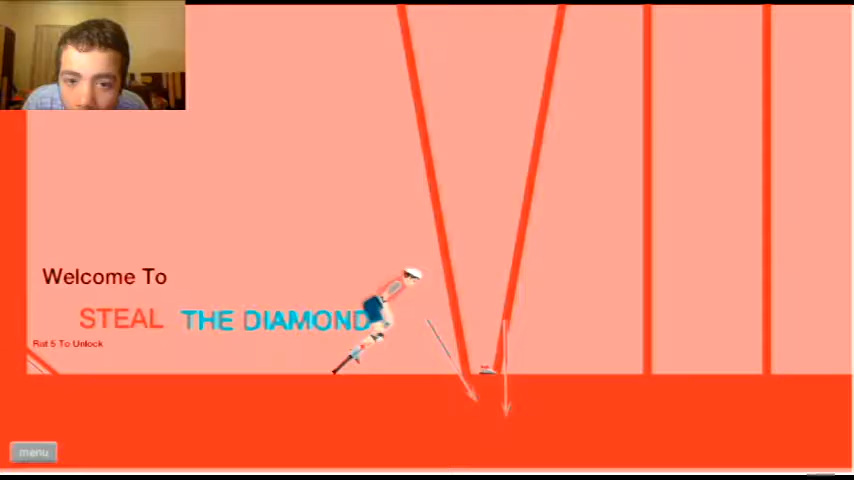 Welcome To
STEAL THE DIAMOND
Rat 5 To Unlock
menu